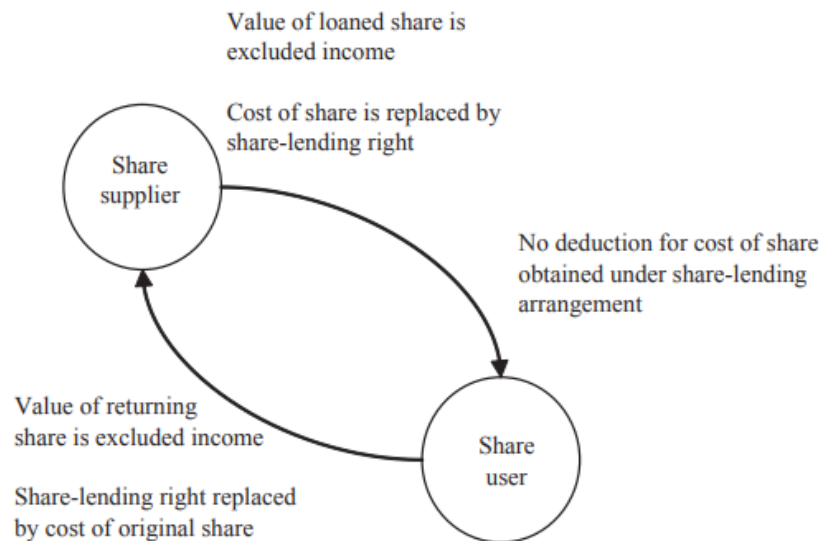 Value of loaned share is
excluded income
Cost of share is replaced by
share-lending right
Share
supplier
No deduction for cost of share
obtained under share-lending
arrangement
Value of returning
share is excluded income
Share
user
Share-lending right replaced
by cost of original share